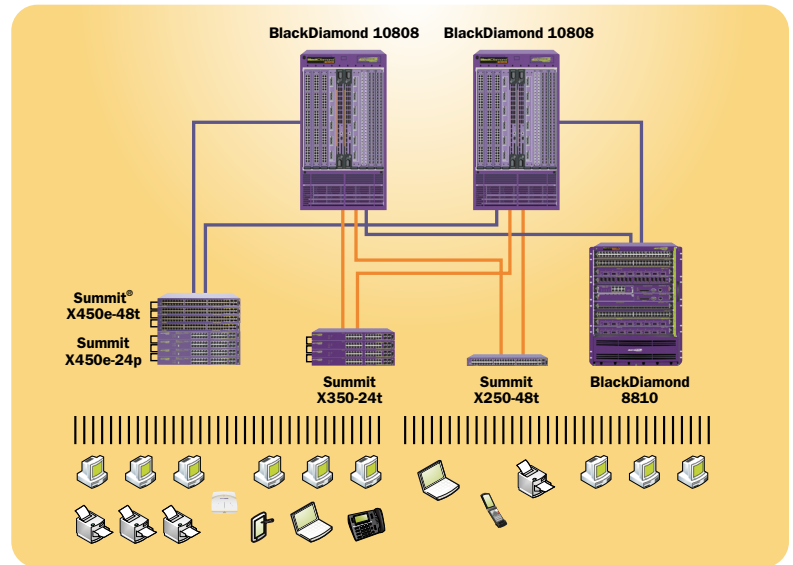 BlackDiamond 10808
BlackDiamond 10808
Summit®
X450e-48t
Summit
X450e-24p
Summit
X350-24t
Summit
X250-48t
BlackDiamond
8810